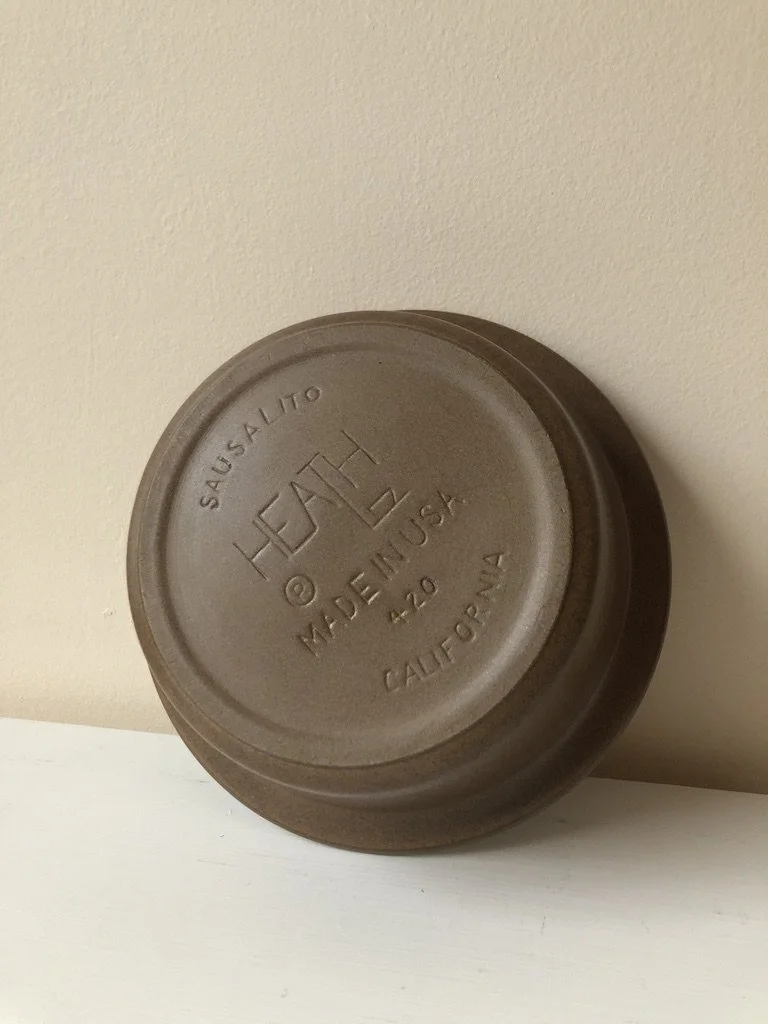 SAUSALITO
HEATH
MADE IN USA
4-20
CALIFORNIA